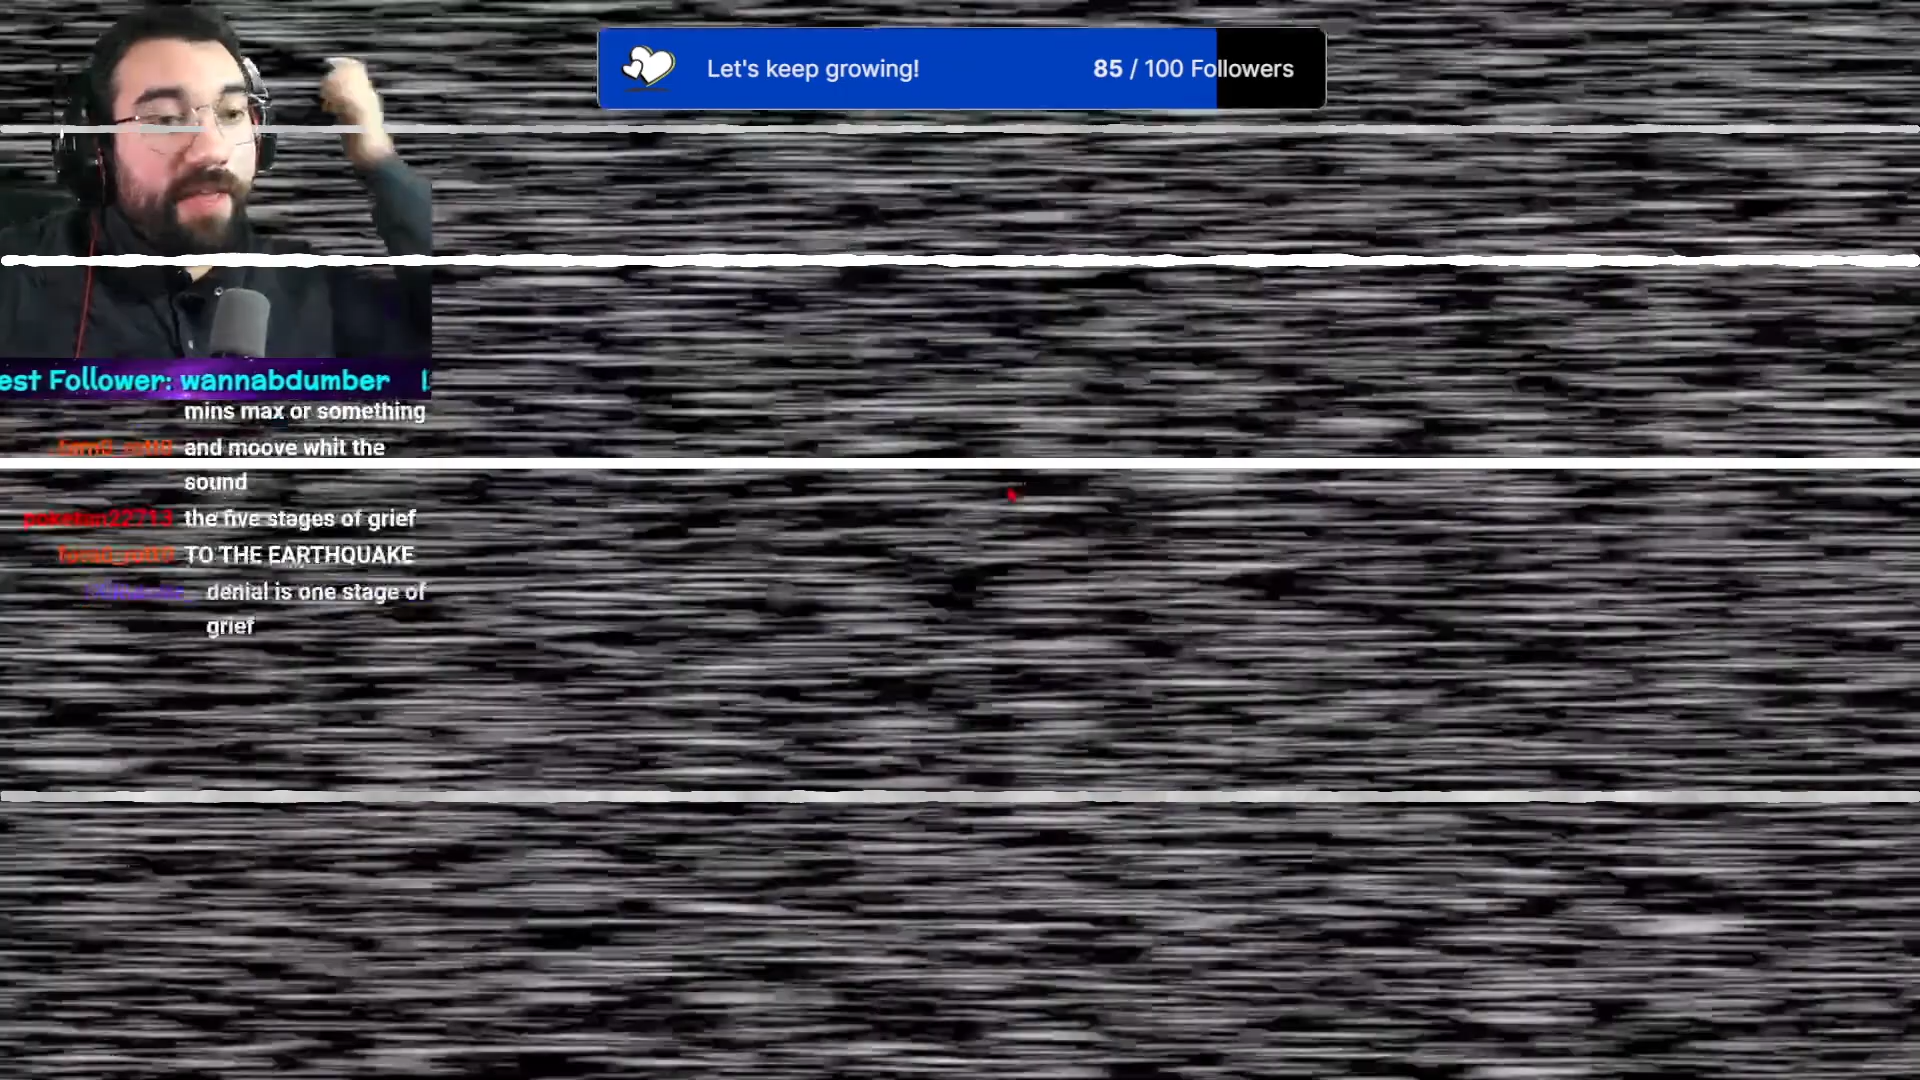 Let's keep growing!
85 / 100 Followers
est Follower: wannabdumber
mins max or something
and moove whit the
sound
poketon22713 the five stages of grief
TO THE EARTHQUAKE
denial is one stage of
grief